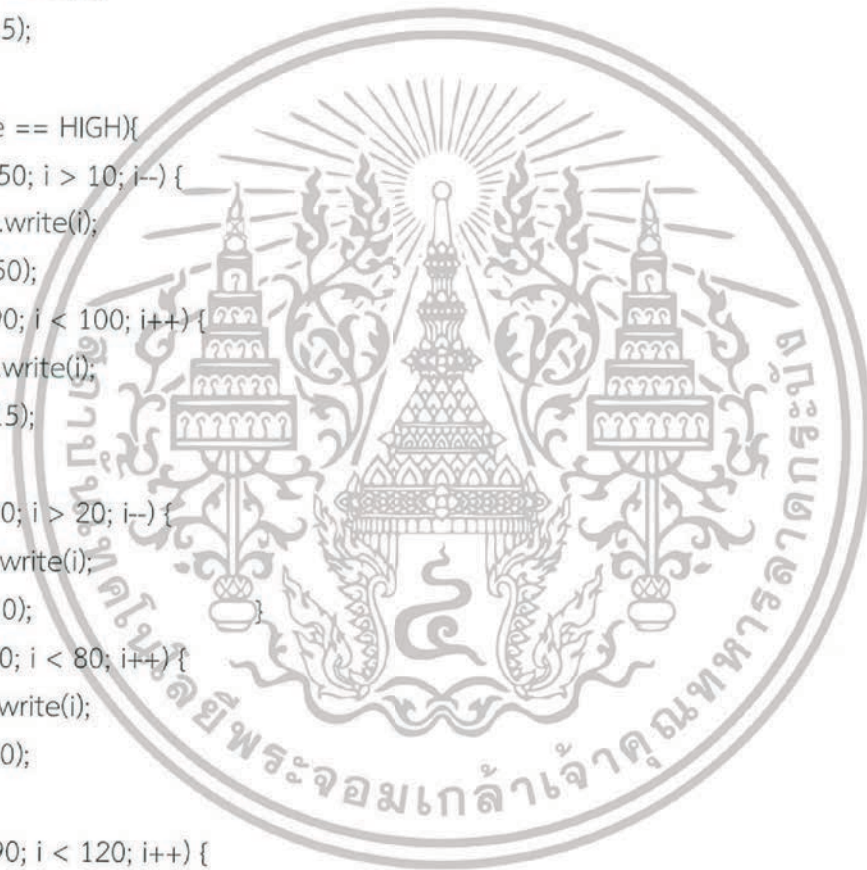 5);
e == HIGH){
50; i > 10; i--) {
.write(i);
50);
90; i < 100; i++) {
.write(i);
15);
0; i > 20; i--) {
write(i);
0); }
0; i < 80; i++) {
write(i);
0);
90; i < 120; i++) {
สถาบันเทคโนโลยีพระจอมเกล้าเจ้าคุณทหารลาดกระบัง
๔